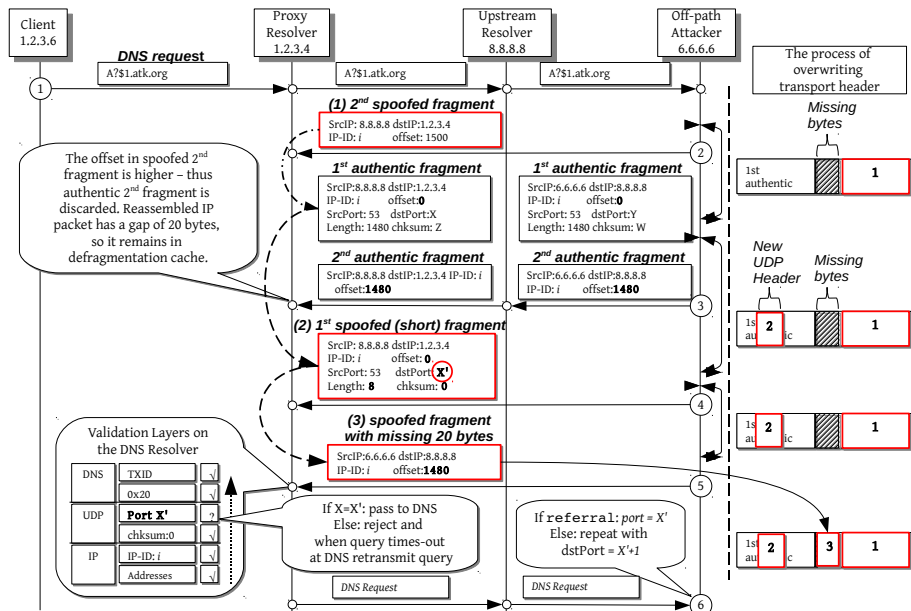 Client
1.2.3.6
Proxy
Resolver
1.2.3.4
Upstream
Resolver
8.8.8.8
Off-path
Attacker
6.6.6.6
DNS request
A?$1.atk.org
A?$1.atk.org
A?$1.atk.org
1
The process of
overwriting
transport header
(1) 2nd spoofed fragment
SrcIP: 8.8.8.8 dstIP:1.2.3.4
IP-ID: i offset: 1500
2
Missing
bytes
1st
authentic
1
The offset in spoofed 2nd
fragment is higher – thus
authentic 2nd fragment is
discarded. Reassembled IP
packet has a gap of 20 bytes,
so it remains in
defragmentation cache.
1st authentic fragment
SrcIP:8.8.8.8 dstIP:1.2.3.4
IP-ID: i offset:0
SrcPort: 53 dstPort:X
Length: 1480 chksum: Z
1st authentic fragment
SrcIP:6.6.6.6 dstIP:8.8.8.8
IP-ID: i offset:0
SrcPort: 53 dstPort:Y
Length: 1480 chksum: W
2nd authentic fragment
SrcIP:8.8.8.8 dstIP:1.2.3.4 IP-ID: i
offset:1480
2nd authentic fragment
SrcIP:6.6.6.6 dstIP:8.8.8.8
IP-ID: i offset:1480
3
New
UDP
Header
Missing
bytes
2
1
(2) 1st spoofed (short) fragment
SrcIP: 8.8.8.8 dstIP:1.2.3.4
IP-ID: i offset: 0
SrcPort: 53 dstPort: X'
Length: 8 chksum: 0
4
(3) spoofed fragment
with missing 20 bytes
SrcIP:6.6.6.6 dstIP:8.8.8.8
IP-ID: i offset:1480
5
2
1
Validation Layers on
the DNS Resolver
DNS TXID √
0x20 √
UDP Port X' ?
chksum:0 √
IP IP-ID: i √
Addresses √
If X=X': pass to DNS
Else: reject and
when query times-out
at DNS retransmit query
If referral: port = X'
Else: repeat with
dstPort = X'+1
2
3
1
DNS Request
DNS Request
6